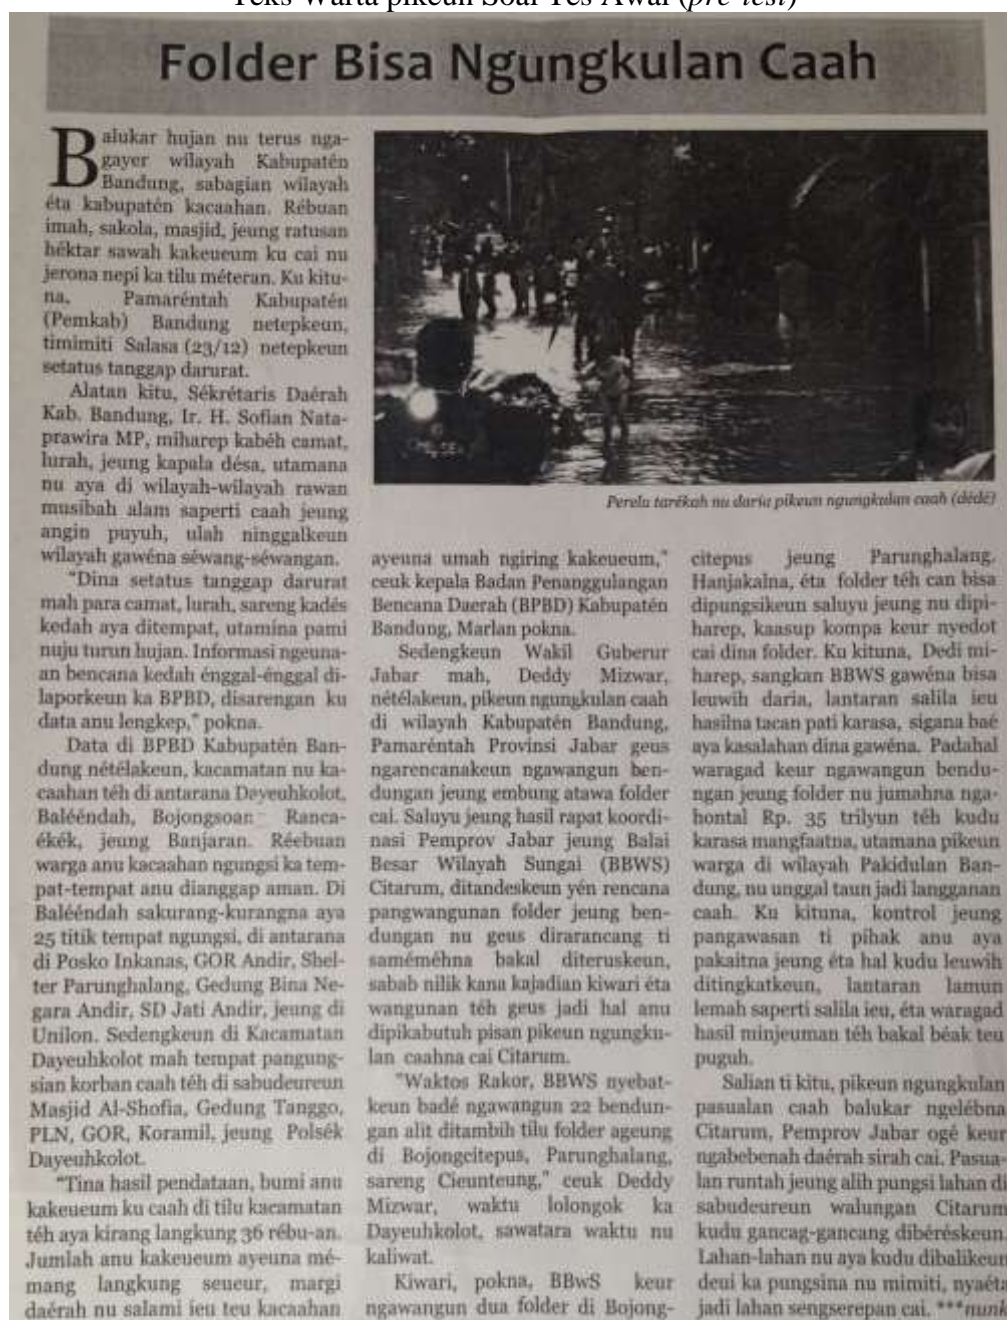 Teks Warta pikeun Soal Tes Awal (pre-test)
Folder Bisa Ngungkulan Caah
Balukar hujan nu terus nga-
gayer wilayah Kabupatén
Bandung, sabagian wilayah
éta kabupatén kacaahan. Rébuan
imah, sakola, masjid, jeung ratusan
héktar sawah kakeueum ku cai nu
jerona nepi ka tilu méteran. Ku kitu-
na, Pamaréntah Kabupatén
(Pemkab) Bandung netepkeun,
timimiti Salasa (23/12) netepkeun
setatus tanggap darurat.
Alatan kitu, Sékrétaris Daérah
Kab. Bandung, Ir. H. Sofian Nata-
prawira MP, miharep kabéh camat,
lurah, jeung kapala désa, utamana
nu aya di wilayah-wilayah rawan
musibah alam saperti caah jeung
angin puyuh, ulah ninggalkeun
wilayah gawéna séwang-séwangan.
"Dina setatus tanggap darurat
mah para camat, lurah, sareng kadés
kedah aya ditempat, utamina pami
nuju turun hujan. Informasi ngeuna-
an bencana kedah énggal-énggal di-
laporkeun ka BPBD, disarengan ku
data anu lengkep," pokna.
Data di BPBD Kabupatén Ban-
dung nétélakeun, kacamatan nu ka-
caahan téh di antarana Deyeuhkolot,
Balééndah, Bojongsoan Ranca-
ékék, jeung Banjaran. Réebuan
warga anu kacaahan ngungsi ka tem-
pat-tempat anu dianggap aman. Di
Balééndah sakurang-kurangna aya
25 titik tempat ngungsi, di antarana
di Posko Inkanas, GOR Andir, Shel-
ter Parunghalang, Gedung Bina Ne-
gara Andir, SD Jati Andir, jeung di
Unilon. Sedengkeun di Kacamatan
Dayeuhkolot mah tempat pangung-
sian korban caah téh di sabudeureun
Masjid Al-Shofia, Gedung Tanggo,
PLN, GOR, Koramil, jeung Polsék
Dayeuhkolot.
"Tina hasil pendataan, bumi anu
kakeueum ku caah di tilu kacamatan
téh aya kirang langkung 36 rébu-an.
Jumlah anu kakeueum ayeuna mé-
mang langkung seueur, margi
daérah nu salami ieu teu kacaahan
Perelu tarékah nu daria pikeun ngungkulan caah (dédé)
ayeuna umah ngiring kakeueum,"
ceuk kepala Badan Penanggulangan
Bencana Daerah (BPBD) Kabupatén
Bandung, Marlan pokna.
Sedengkeun Wakil Guberur
Jabar mah, Deddy Mizwar,
nétélakeun, pikeun ngungkulan caah
di wilayah Kabupatén Bandung,
Pamaréntah Provinsi Jabar geus
ngarencanakeun ngawangun ben-
dungan jeung embung atawa folder
cai. Saluyu jeung hasil rapat koordi-
nasi Pemprov Jabar jeung Balai
Besar Wilayah Sungai (BBWS)
Citarum, ditandeskeun yén rencana
pangwangunan folder jeung ben-
dungan nu geus dirarancang ti
saméméhna bakal diteruskeun,
sabab nilik kana kajadian kiwari éta
wangunan téh geus jadi hal anu
dipikabutuh pisan pikeun ngungku-
lan caahna cai Citarum.
"Waktos Rakor, BBWS nyebat-
keun badé ngawangun 22 bendun-
gan alit ditambih tilu folder ageung
di Bojongcitepus, Parunghalang,
sareng Cieunteung," ceuk Deddy
Mizwar, waktu lolongok ka
Dayeuhkolot, sawatara waktu nu
kaliwat.
Kiwari, pokna, BBwS keur
ngawangun dua folder di Bojong-
citepus jeung Parunghalang.
Hanjakalna, éta folder téh can bisa
dipungsikeun saluyu jeung nu dipi-
harep, kaasup kompa keur nyedot
cai dina folder. Ku kituna, Dedi mi-
harep, sangkan BBWS gawéna bisa
leuwih daria, lantaran salila ieu
hasilna tacan pati karasa, sigana baé
aya kasalahan dina gawéna. Padahal
waragad keur ngawangun bendu-
ngan jeung folder nu jumahna nga-
hontal Rp. 35 trilyun téh kudu
karasa mangfaatna, utamana pikeun
warga di wilayah Pakidulan Ban-
dung, nu unggal taun jadi langganan
caah. Ku kituna, kontrol jeung
pangawasan ti pihak anu aya
pakaitna jeung éta hal kudu leuwih
ditingkatkeun, lantaran lamun
lemah saperti salila ieu, éta waragad
hasil minjeuman téh bakal béak teu
puguh.
Salian ti kitu, pikeun ngungkulan
pasualan caah balukar ngelébna
Citarum, Pemprov Jabar ogé keur
ngabebenah daérah sirah cai. Pasua-
lan runtah jeung alih pungsi lahan di
sabudeureun walungan Citarum
kudu gancag-gancang dibéréskeun.
Lahan-lahan nu aya kudu dibalikeun
deui ka pungsina nu mimiti, nyaéta
jadi lahan sengserepan cai. ***nunk